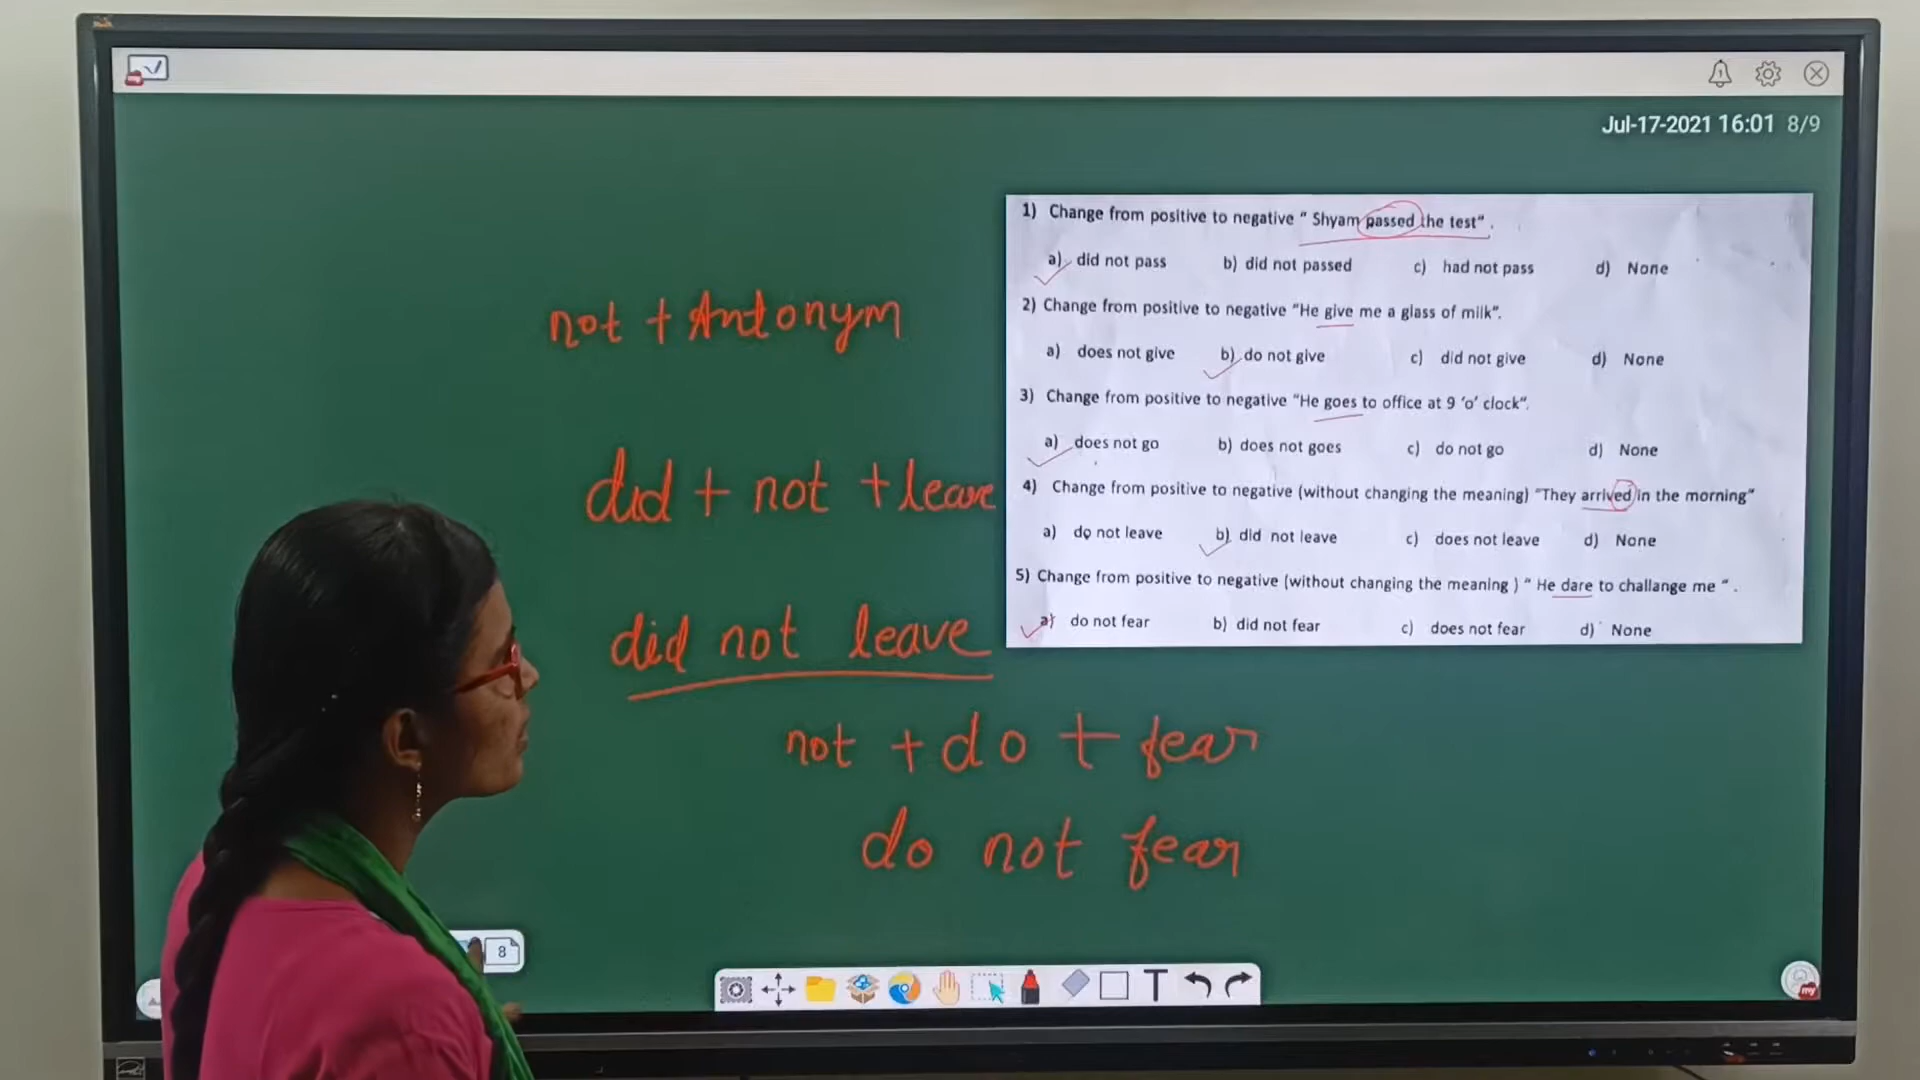 Jul-17-2021 16:01 8/9
1) Change from positive to negative " Shyam passed the test" .
a) did not pass b) did not passed c) had not pass d) None
2) Change from positive to negative "He give me a glass of milk".
a) does not give b) do not give c) did not give d) None
3) Change from positive to negative "He goes to office at 9 'o' clock".
a) does not go b) does not goes c) do not go d) None
4) Change from positive to negative (without changing the meaning) "They arrived in the morning"
a) do not leave b) did not leave c) does not leave d) None
5) Change from positive to negative (without changing the meaning ) " He dare to challange me " .
a) do not fear b) did not fear c) does not fear d) None
not + Antonym
did + not + leave
did not leave
not + do + fear
do not fear
8
T